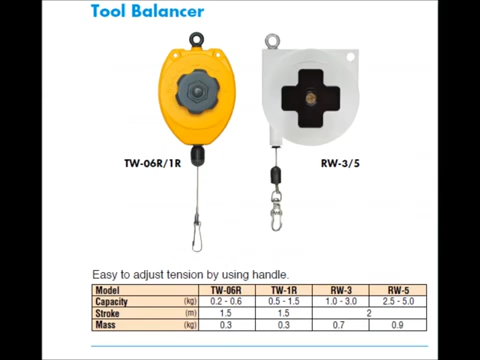 Tool Balancer
TW-06R/1R RW-3/5
Easy to adjust tension by using handle.
Model TW-06R TW-1R RW-3 RW-5
Capacity (kg) 0.2 - 0.6 0.5 - 1.5 1.0 - 3.0 2.5 - 5.0
Stroke (m) 1.5 1.5 2
Mass (kg) 0.3 0.3 0.7 0.9